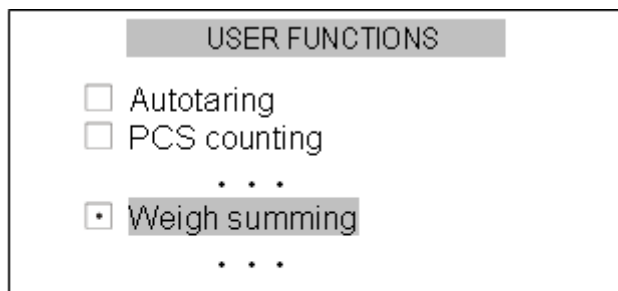 USER FUNCTIONS
Autotaring
PCS counting
. . .
Weigh summing
. . .